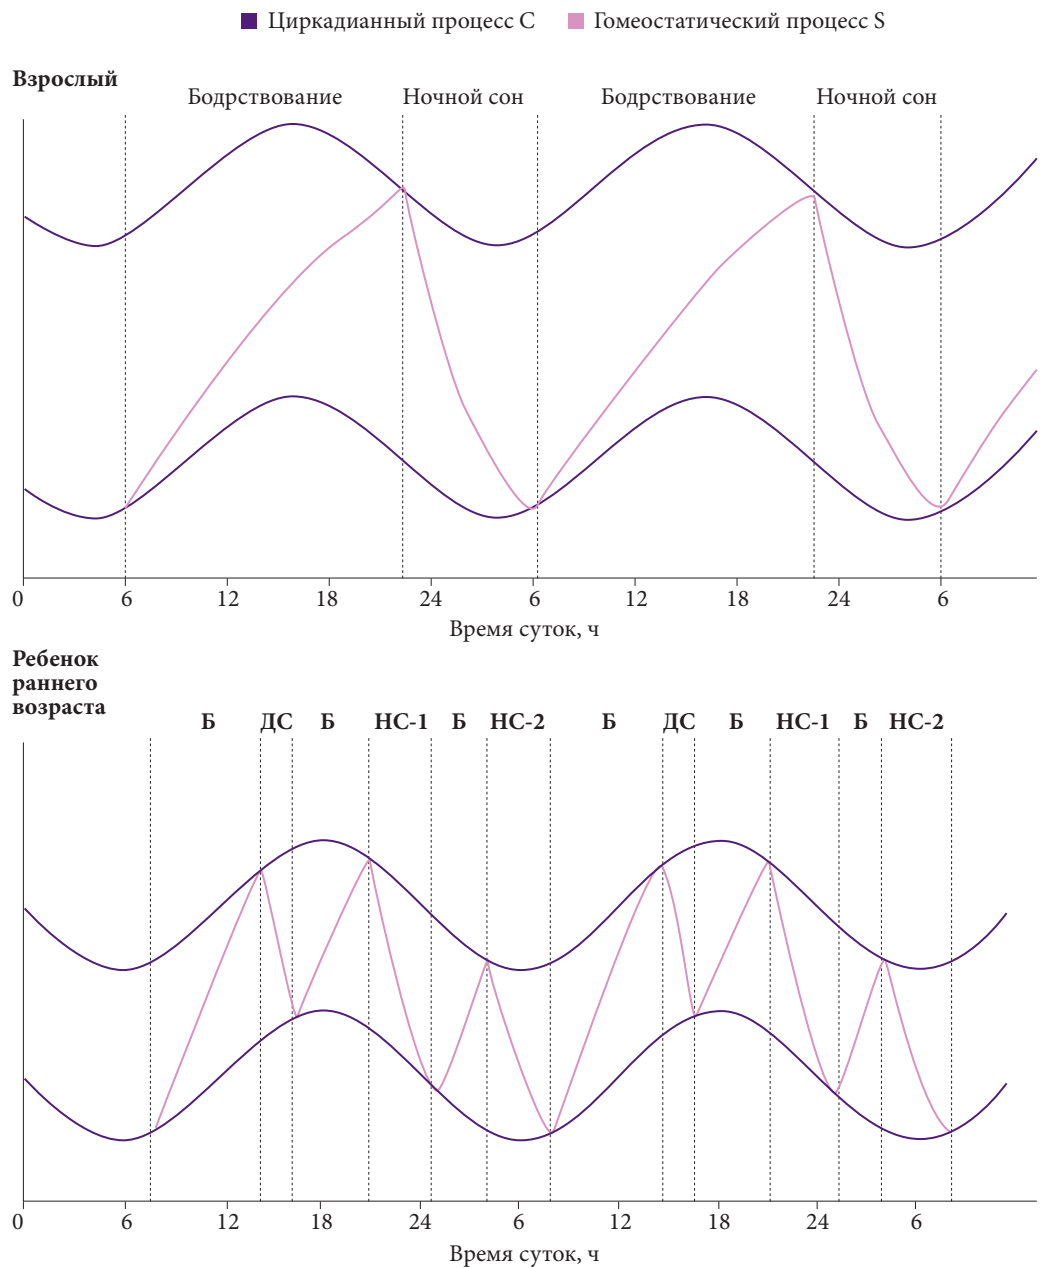 Циркадианный процесс С Гомеостатический процесс S
Взрослый
Бодрствование Ночной сон Бодрствование Ночной сон
0 6 12 18 24 6 12 18 24 6
Время суток, ч
Ребенок
раннего
возраста
Б ДС Б НС-1 Б НС-2 Б ДС Б НС-1 Б НС-2
0 6 12 18 24 6 12 18 24 6
Время суток, ч